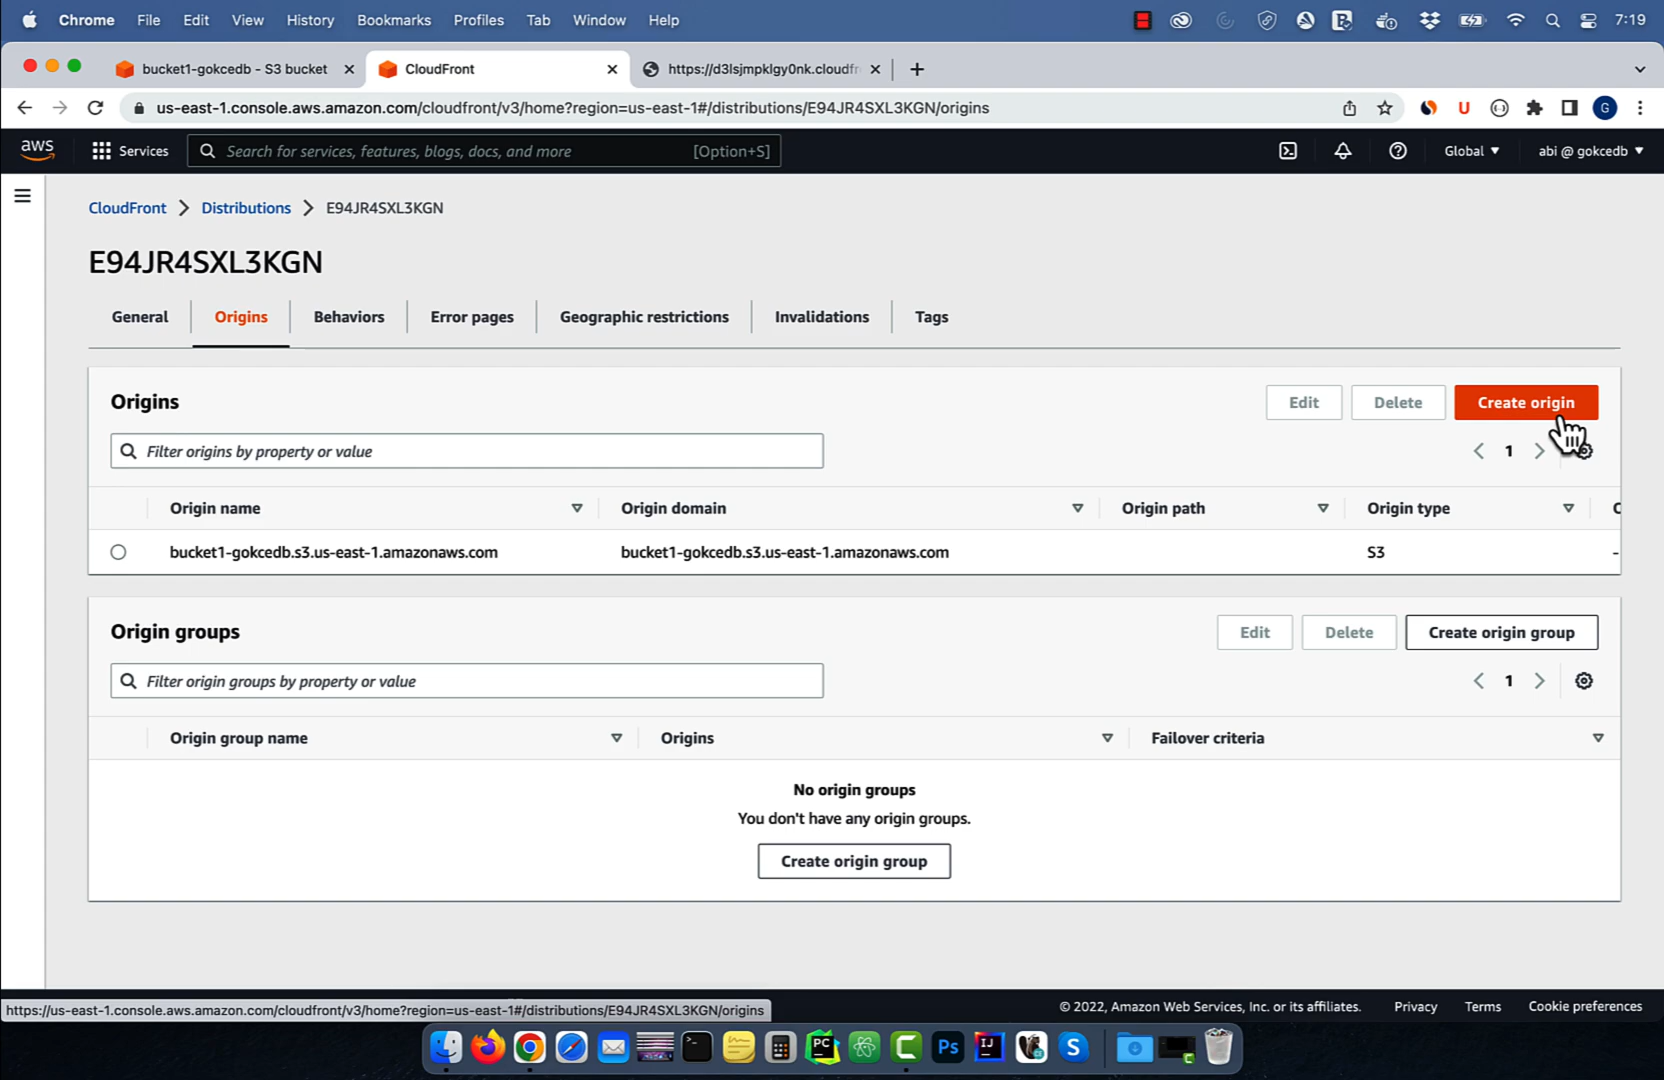 Chrome File Edit View History Bookmarks Profiles Tab Window Help 7:19
bucket1-gokcedb - S3 bucket CloudFront https://d3lsjmpklgy0nk.cloudfr
us-east-1.console.aws.amazon.com/cloudfront/v3/home?region=us-east-1#/distributions/E94JR4SXL3KGN/origins G
aws Services Search for services, features, blogs, docs, and more [Option+S] Global abi @ gokcedb
CloudFront Distributions E94JR4SXL3KGN
E94JR4SXL3KGN
General Origins Behaviors Error pages Geographic restrictions Invalidations Tags
Origins Edit Delete Create origin
Filter origins by property or value 1
Origin name Origin domain Origin path Origin type
bucket1-gokcedb.s3.us-east-1.amazonaws.com bucket1-gokcedb.s3.us-east-1.amazonaws.com S3 -
Origin groups Edit Delete Create origin group
Filter origin groups by property or value 1
Origin group name Origins Failover criteria
No origin groups
You don't have any origin groups.
Create origin group
https://us-east-1.console.aws.amazon.com/cloudfront/v3/home?region=us-east-1#/distributions/E94JR4SXL3KGN/origins © 2022, Amazon Web Services, Inc. or its affiliates. Privacy Terms Cookie preferences
PC Ps IJ S